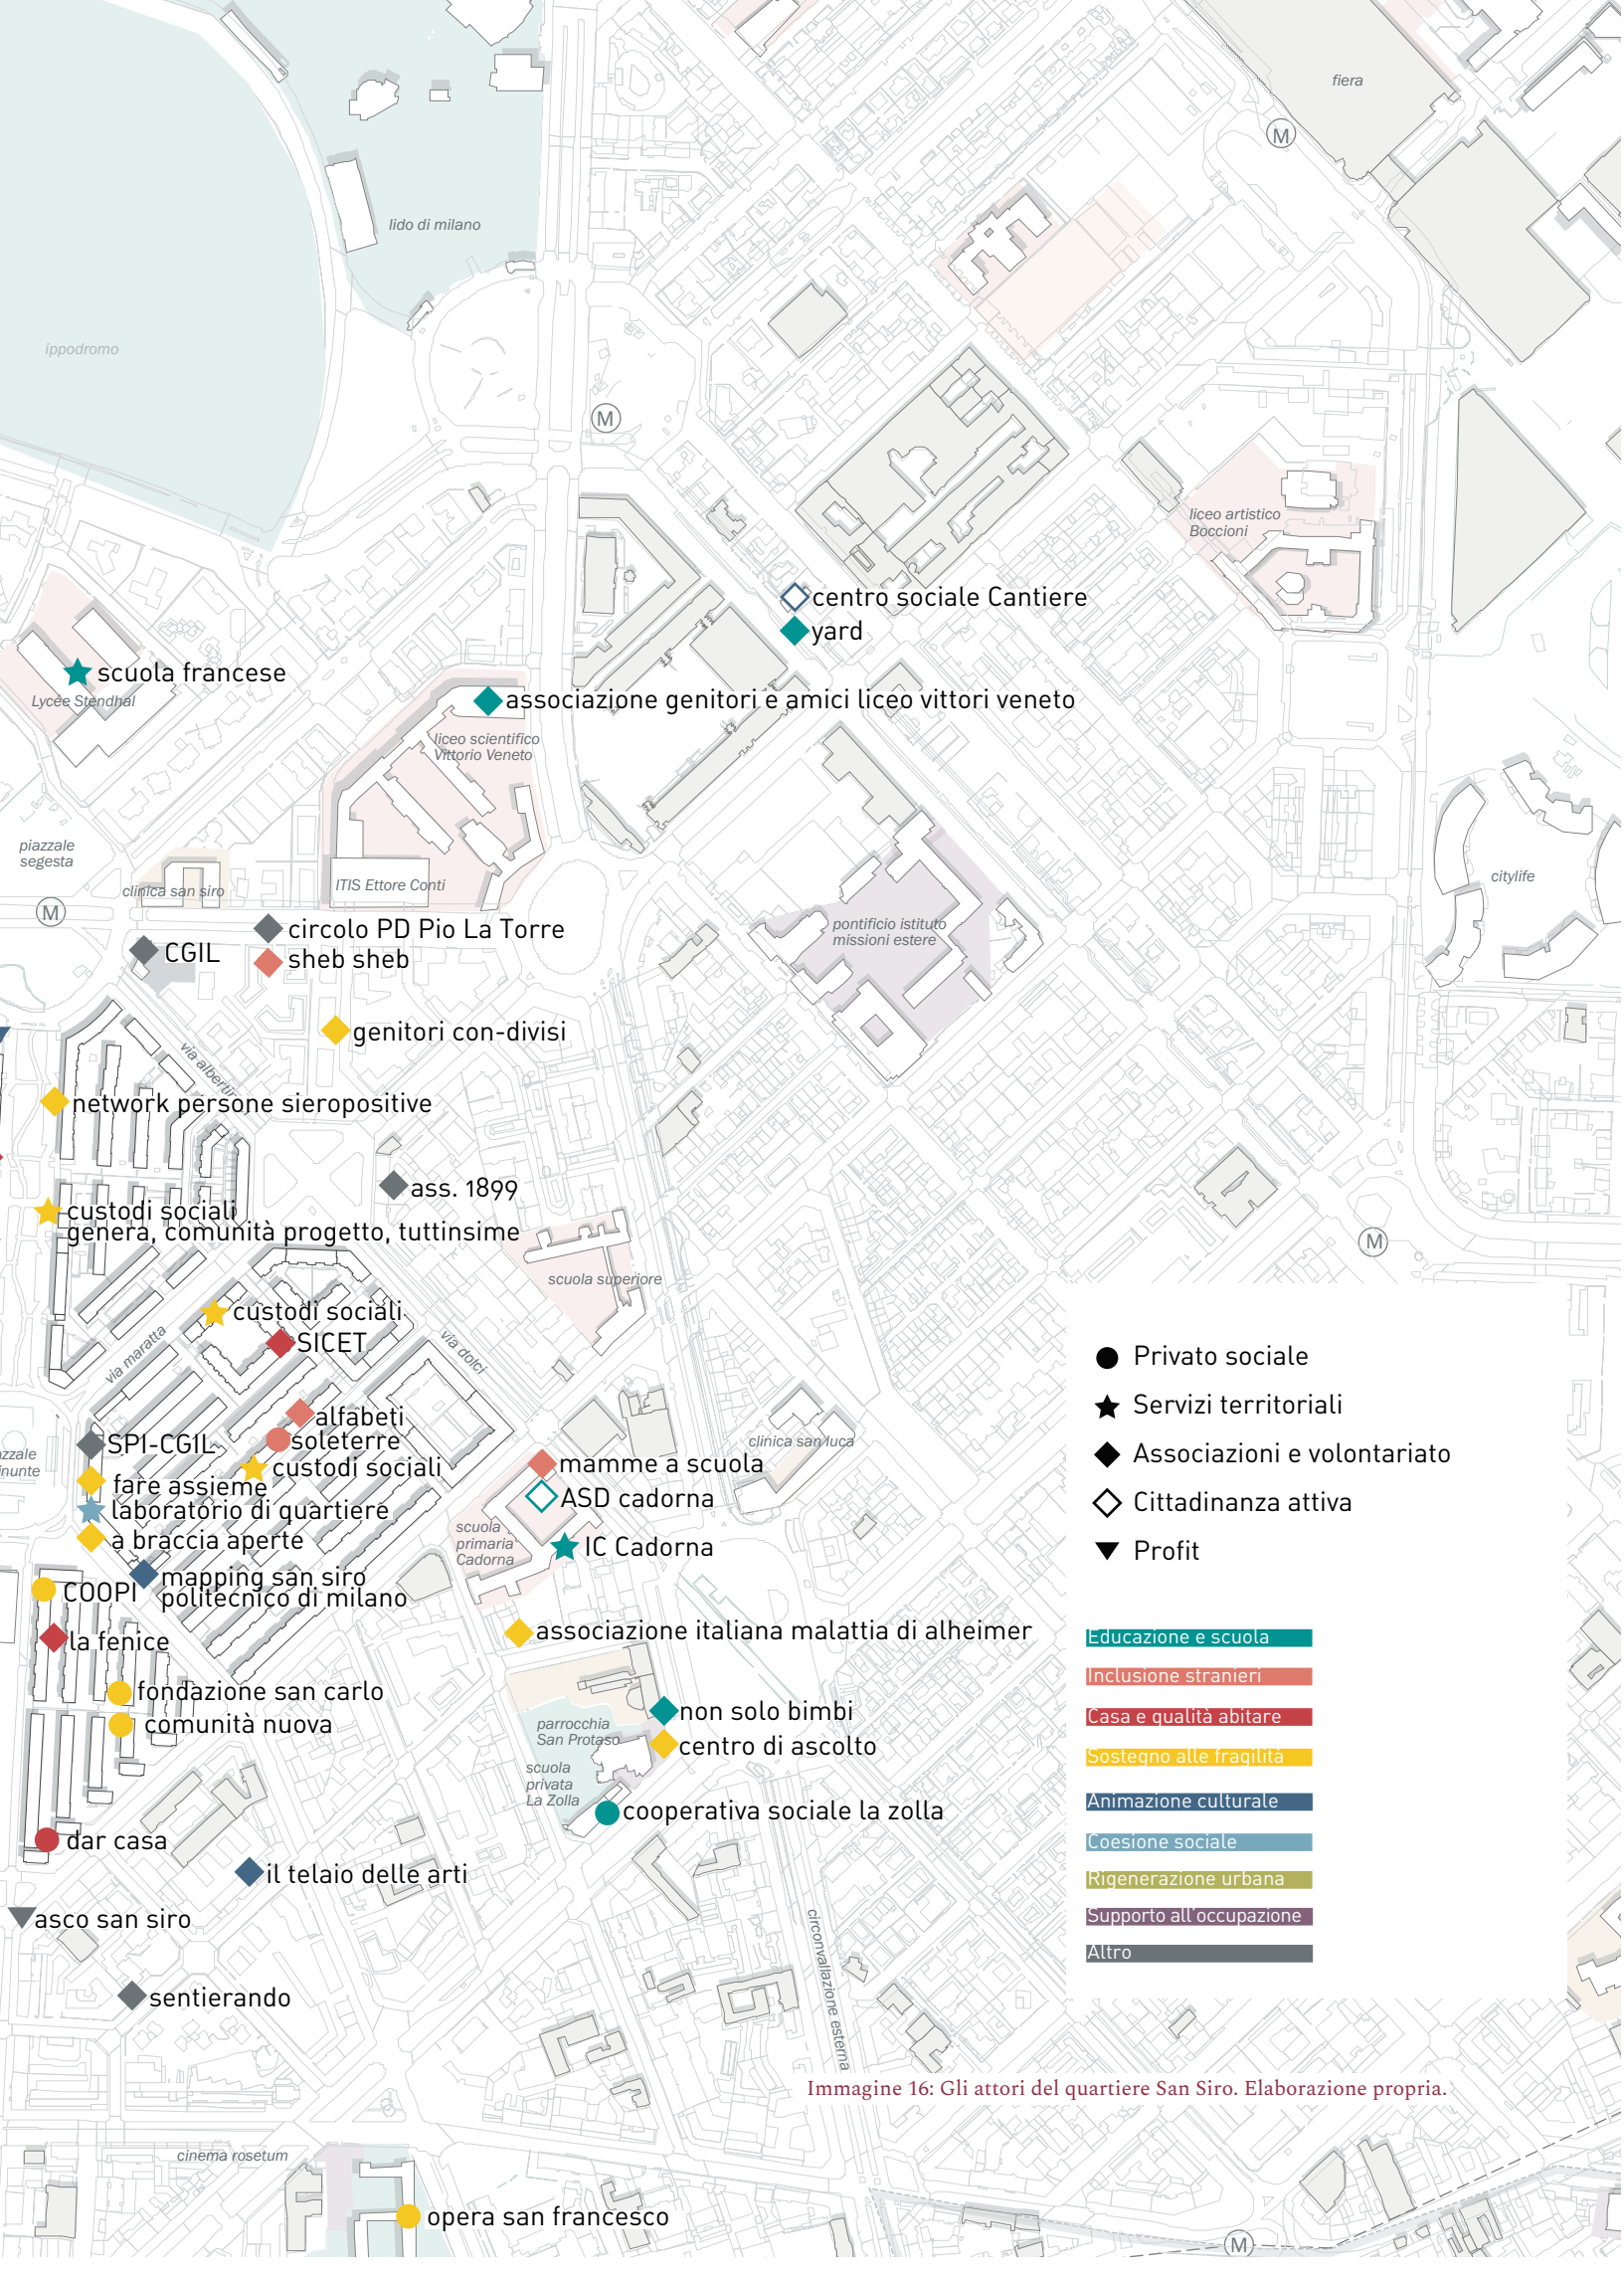 fiera
M
lido di milano
ippodromo
M
liceo artistico
Boccioni
centro sociale Cantiere
yard
scuola francese
Lycée Stendhal
associazione genitori e amici liceo vittori veneto
liceo scientifico
Vittorio Veneto
piazzale
segesta
clinica san siro
ITIS Ettore Conti
citylife
M
circolo PD Pio La Torre
pontificio istituto
missioni estere
CGIL
sheb sheb
genitori con-divisi
via albertin
network persone sieropositive
ass. 1899
custodi sociali
genera, comunità progetto, tuttinsime
M
scuola superiore
custodi sociali
SICET
via maratta
via dolci
Privato sociale
Servizi territoriali
Associazioni e volontariato
Cittadinanza attiva
Profit
alfabeti
soleterre
SPI-CGIL
clinica san luca
custodi sociali
mamme a scuola
fare assieme
ASD cadorna
laboratorio di quartiere
scuola
primaria
Cadorna
a braccia aperte
IC Cadorna
mapping san siro
politecnico di milano
COOPI
associazione italiana malattia di alheimer
la fenice
Educazione e scuola
Inclusione stranieri
Casa e qualità abitare
Sostegno alle fragilità
Animazione culturale
Coesione sociale
Rigenerazione urbana
Supporto all'occupazione
Altro
fondazione san carlo
comunità nuova
non solo bimbi
parrocchia
San Protaso
centro di ascolto
scuola
privata
La Zolla
cooperativa sociale la zolla
dar casa
il telaio delle arti
asco san siro
circonvallazione esterna
sentierando
Immagine 16: Gli attori del quartiere San Siro. Elaborazione propria.
cinema rosetum
opera san francesco
M